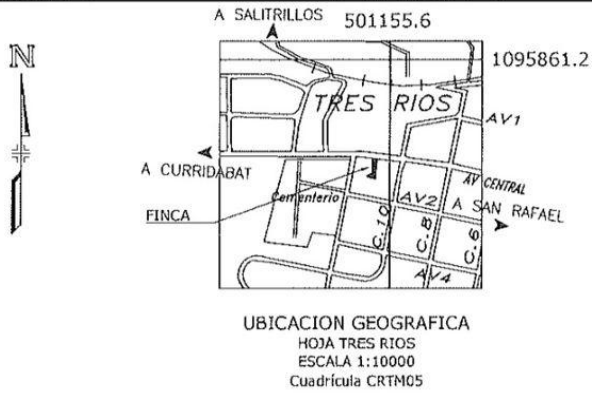 A SALITRILLOS
501155.6
N
1095861.2
TRES RIOS
AV1
A CURRIDABAT
AV CENTRAL
Cementerio
AV2
A SAN RAFAEL
FINCA
C.10
C.8
C.6
AV4
UBICACION GEOGRAFICA
HOJA TRES RIOS
ESCALA 1:10000
Cuadrícula CRTM05